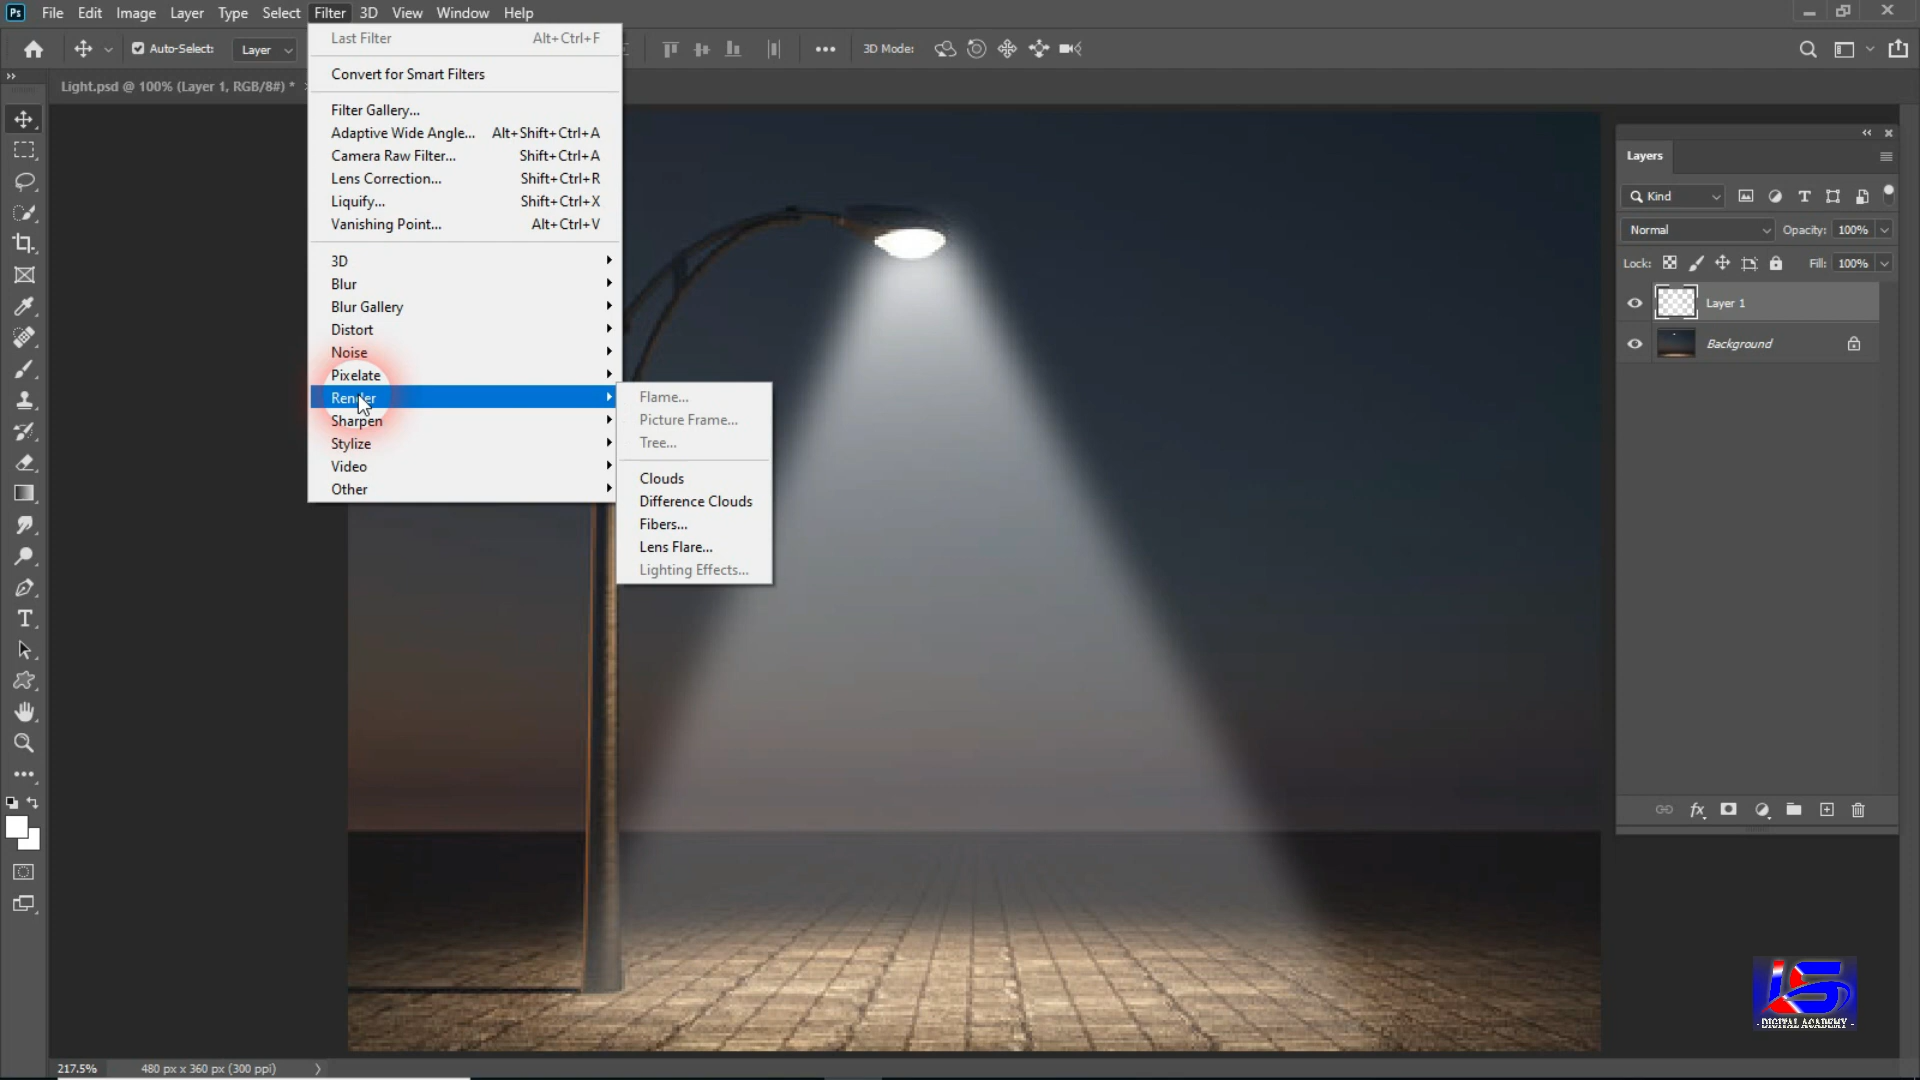 Ps File Edit Image Layer Type Select Filter 3D View Window Help
Auto-Select: Layer 3D Mode:
Light.psd @ 100% (Layer 1, RGB/8#) *
Last Filter Alt+Ctrl+F
Convert for Smart Filters
Filter Gallery...
Adaptive Wide Angle... Alt+Shift+Ctrl+A
Camera Raw Filter... Shift+Ctrl+A
Lens Correction... Shift+Ctrl+R
Liquify... Shift+Ctrl+X
Vanishing Point... Alt+Ctrl+V
3D
Blur
Blur Gallery
Distort
Noise
Pixelate
Render
Sharpen
Stylize
Video
Other
Flame...
Picture Frame...
Tree...
Clouds
Difference Clouds
Fibers...
Lens Flare...
Lighting Effects...
Layers
Kind
Normal Opacity: 100%
Lock: Fill: 100%
Layer 1
Background
LS
- DIGITAL ACADEMY -
217.5% 480 px x 360 px (300 ppi)